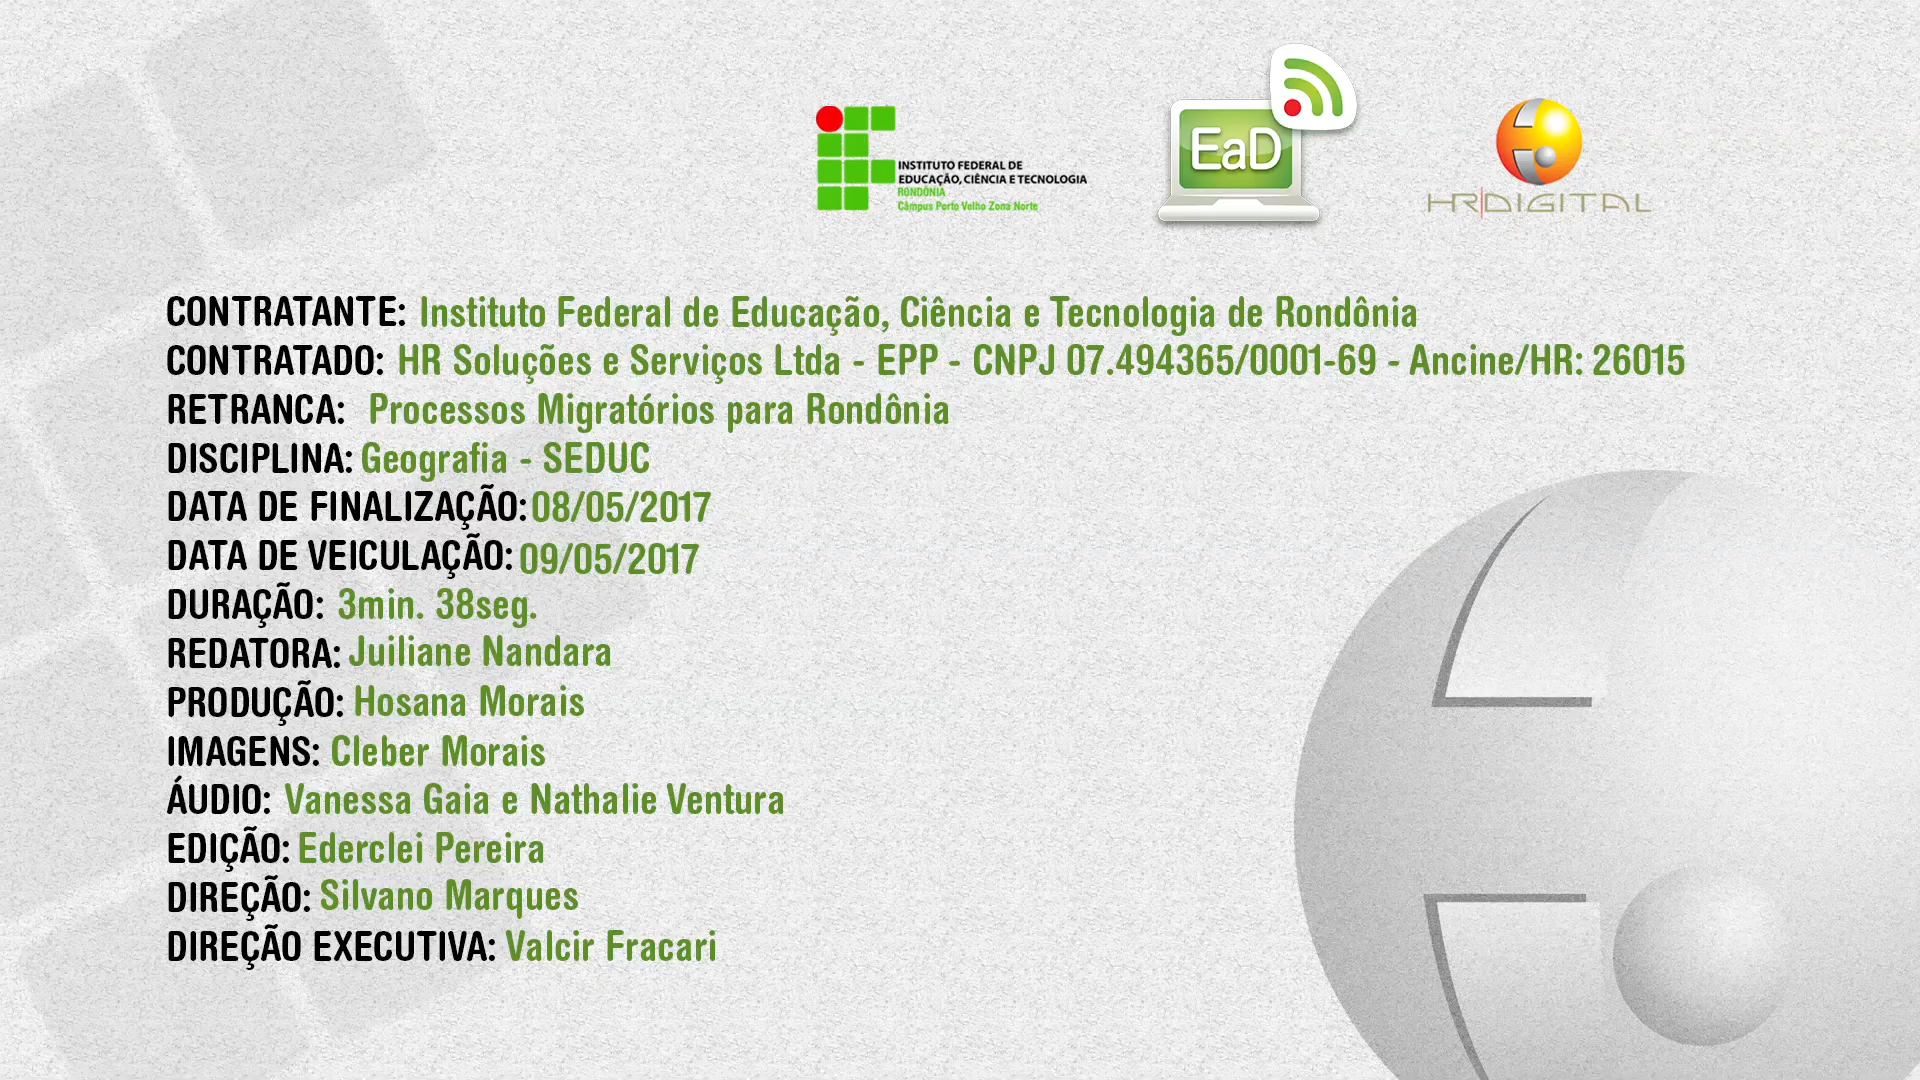 INSTITUTO FEDERAL DE
EDUCAÇÃO, CIÊNCIA E TECNOLOGIA
RONDÔNIA
Câmpus Porto Velho Zona Norte
EaD
HR|DIGITAL
CONTRATANTE: Instituto Federal de Educação, Ciência e Tecnologia de Rondônia
CONTRATADO: HR Soluções e Serviços Ltda - EPP - CNPJ 07.494365/0001-69 - Ancine/HR: 26015
RETRANCA: Processos Migratórios para Rondônia
DISCIPLINA: Geografia - SEDUC
DATA DE FINALIZAÇÃO: 08/05/2017
DATA DE VEICULAÇÃO: 09/05/2017
DURAÇÃO: 3min. 38seg.
REDATORA: Juiliane Nandara
PRODUÇÃO: Hosana Morais
IMAGENS: Cleber Morais
ÁUDIO: Vanessa Gaia e Nathalie Ventura
EDIÇÃO: Ederclei Pereira
DIREÇÃO: Silvano Marques
DIREÇÃO EXECUTIVA: Valcir Fracari